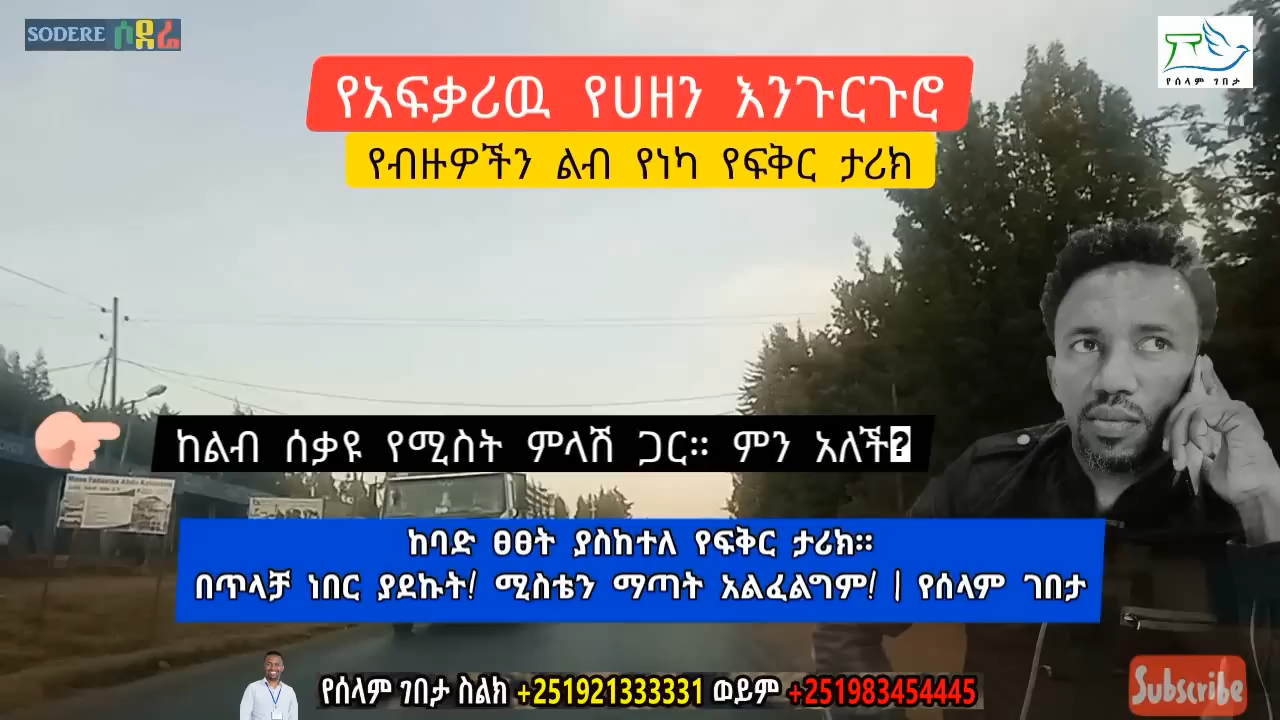 SODERE ሶደሬ
የሰላም ገበታ
የአፍቃሪዉ የሀዘን እንጉርጉሮ
የብዙዎችን ልብ የነካ የፍቅር ታሪክ
ከልብ ሰቃዩ የሚስት ምላሽ ጋር። ምን አለች
ከባድ ፀፀት ያስከተለ የፍቅር ታሪክ።
በጥላቻ ነበር ያደኩት! ሚስቴን ማጣት አልፈልግም! | የሰላም ገበታ
የሰላም ገበታ ስልክ +251921333331 ወይም +251983454445
Subscribe